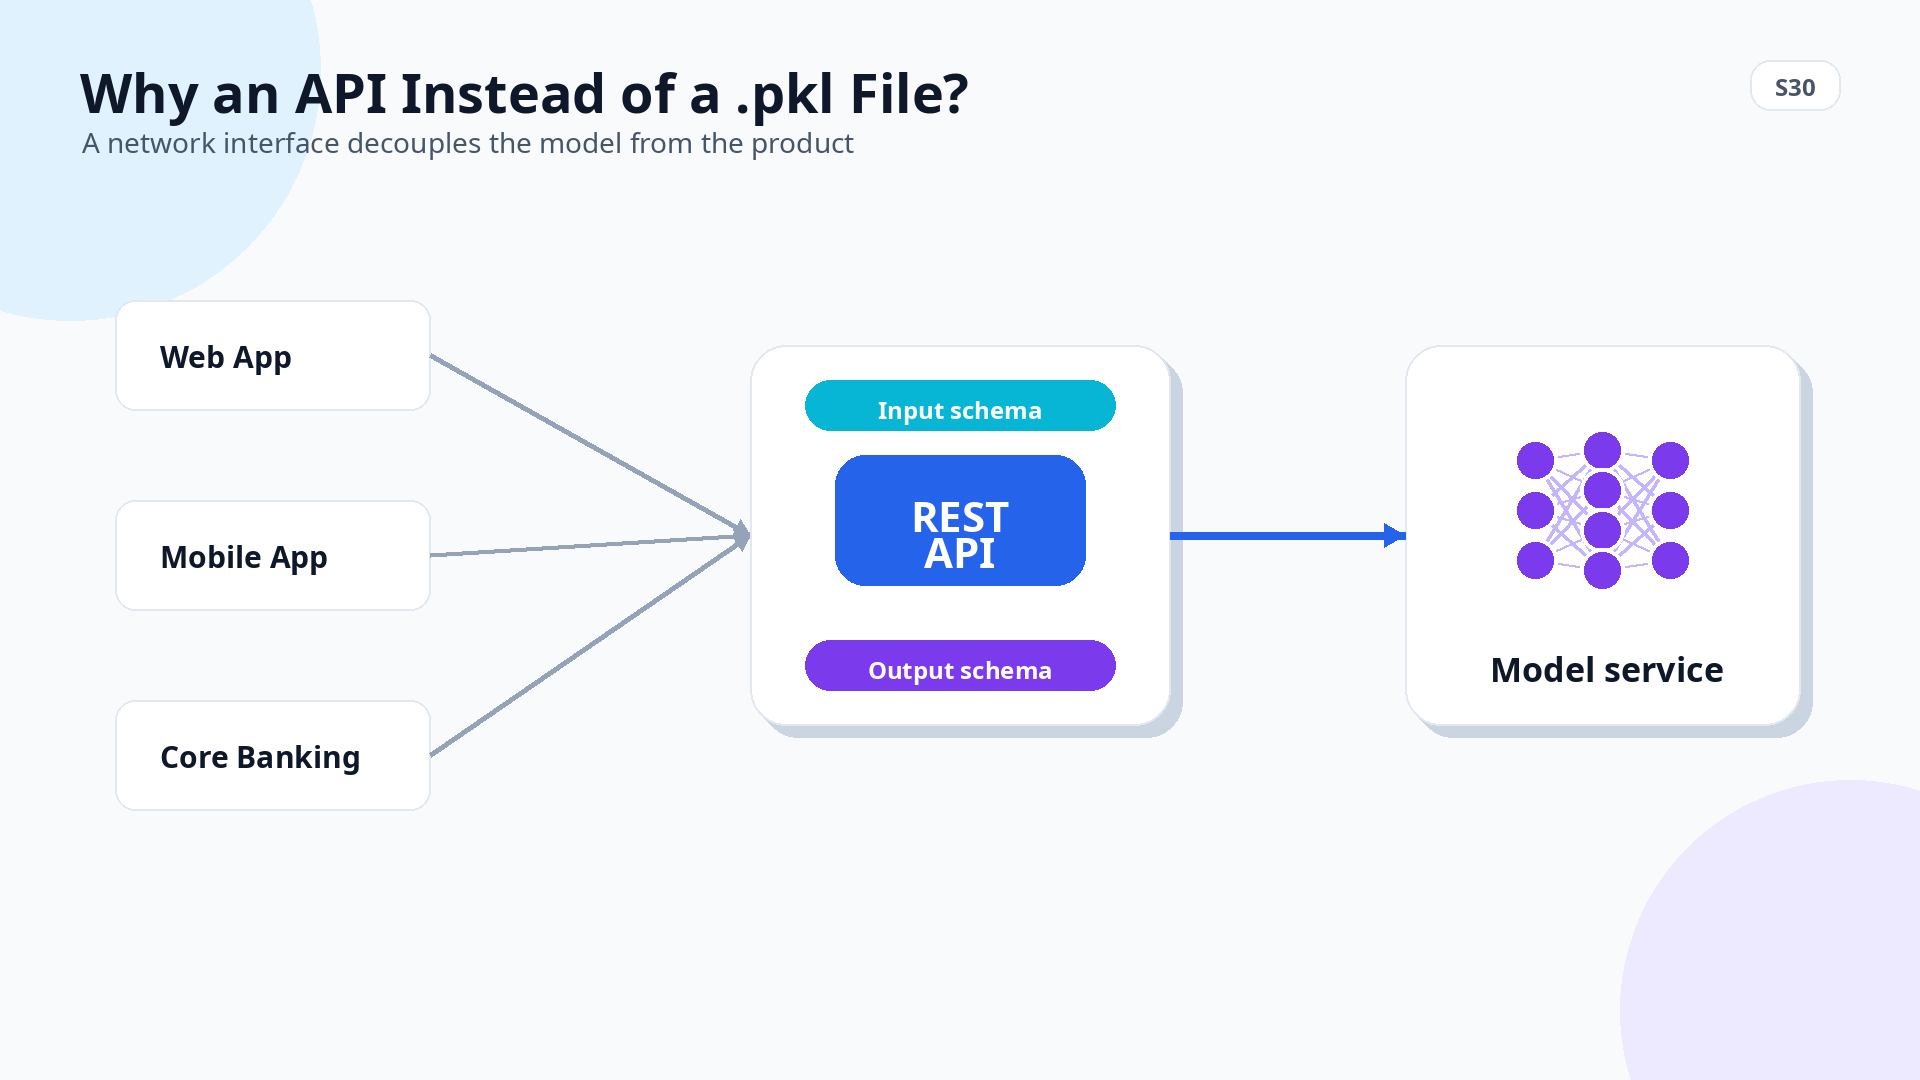 Why an API Instead of a .pkl File?
A network interface decouples the model from the product
S30
Web App
Mobile App
Core Banking
Input schema
REST
API
Output schema
Model service